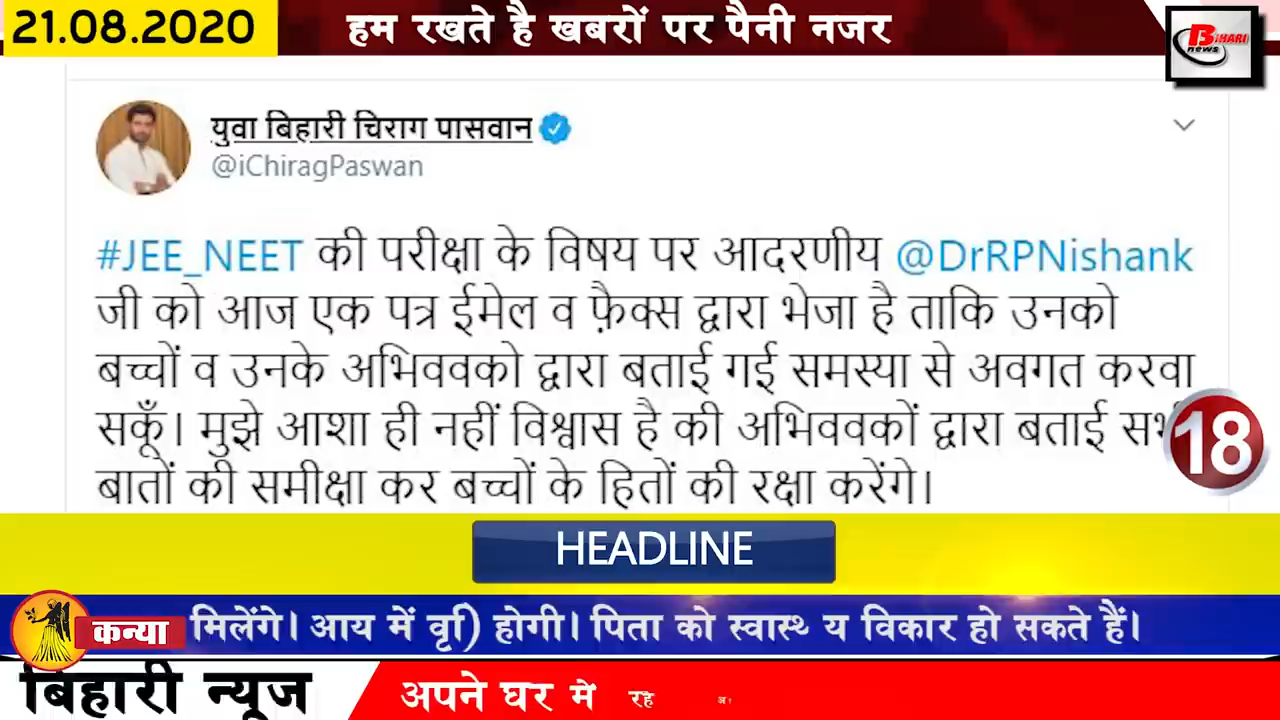 21.08.2020
हम रखते है खबरों पर पैनी नजर
BIHARI
news
युवा बिहारी चिराग पासवान
@iChiragPaswan
#JEE_NEET की परीक्षा के विषय पर आदरणीय @DrRPNishank
जी को आज एक पत्र ईमेल व फ़ैक्स द्वारा भेजा है ताकि उनको
बच्चों व उनके अभिववको द्वारा बताई गई समस्या से अवगत करवा
सकूँ। मुझे आशा ही नहीं विश्वास है की अभिववकों द्वारा बताई
बातों की समीक्षा कर बच्चों के हितों की रक्षा करेंगे।
18
HEADLINE
कन्या मिलेंगे। आय में वृ्रि) होगी। पिता को स्वास्थ् य विकार हो सकते हैं।
बिहारी न्यूज अपने घर में रहे